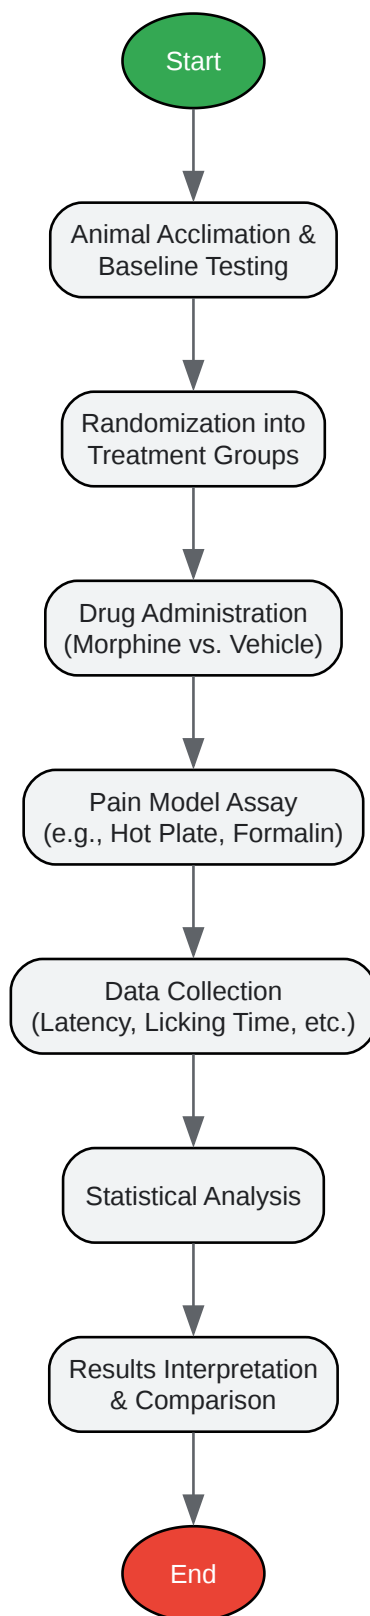 Start
Animal Acclimation &
Baseline Testing
Randomization into
Treatment Groups
Drug Administration
(Morphine vs. Vehicle)
Pain Model Assay
(e.g., Hot Plate, Formalin)
Data Collection
(Latency, Licking Time, etc.)
Statistical Analysis
Results Interpretation
& Comparison
End